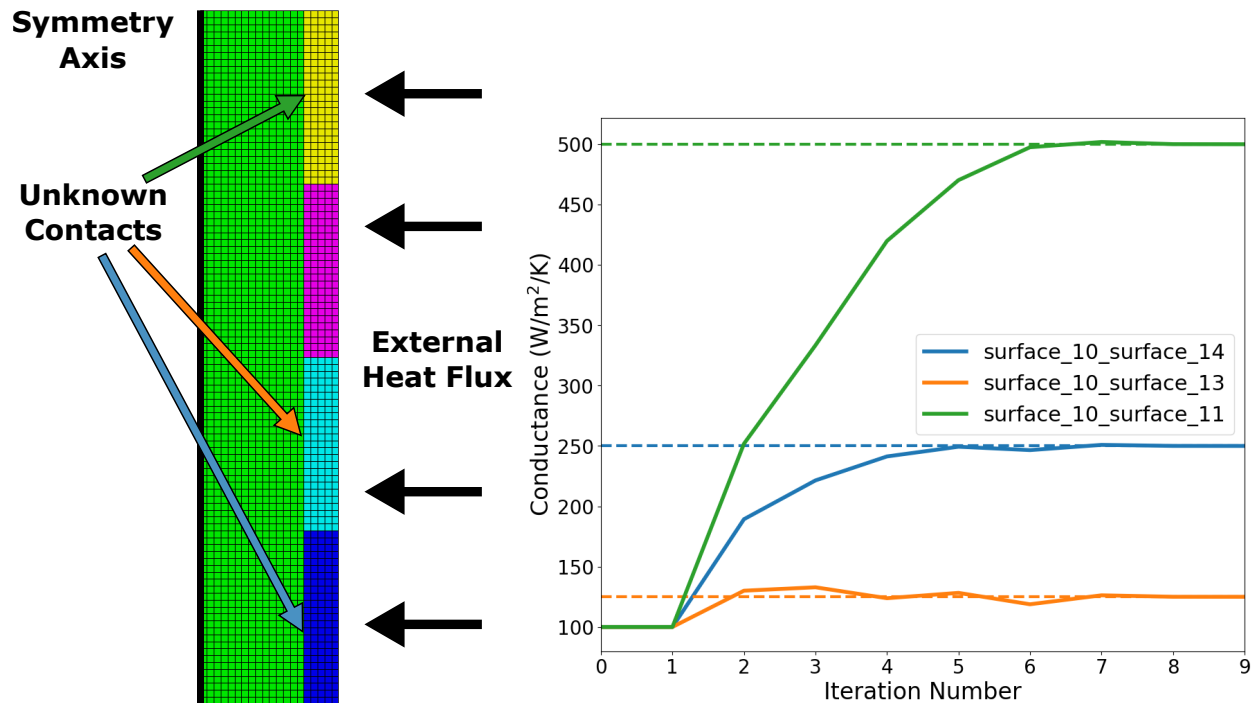 Symmetry
Axis
Unknown
Contacts
External
Heat Flux
Conductance (W/m²/K)
500
450
400
350
300
250
200
150
100
surface_10_surface_14
surface_10_surface_13
surface_10_surface_11
0 1 2 3 4 5 6 7 8 9
Iteration Number